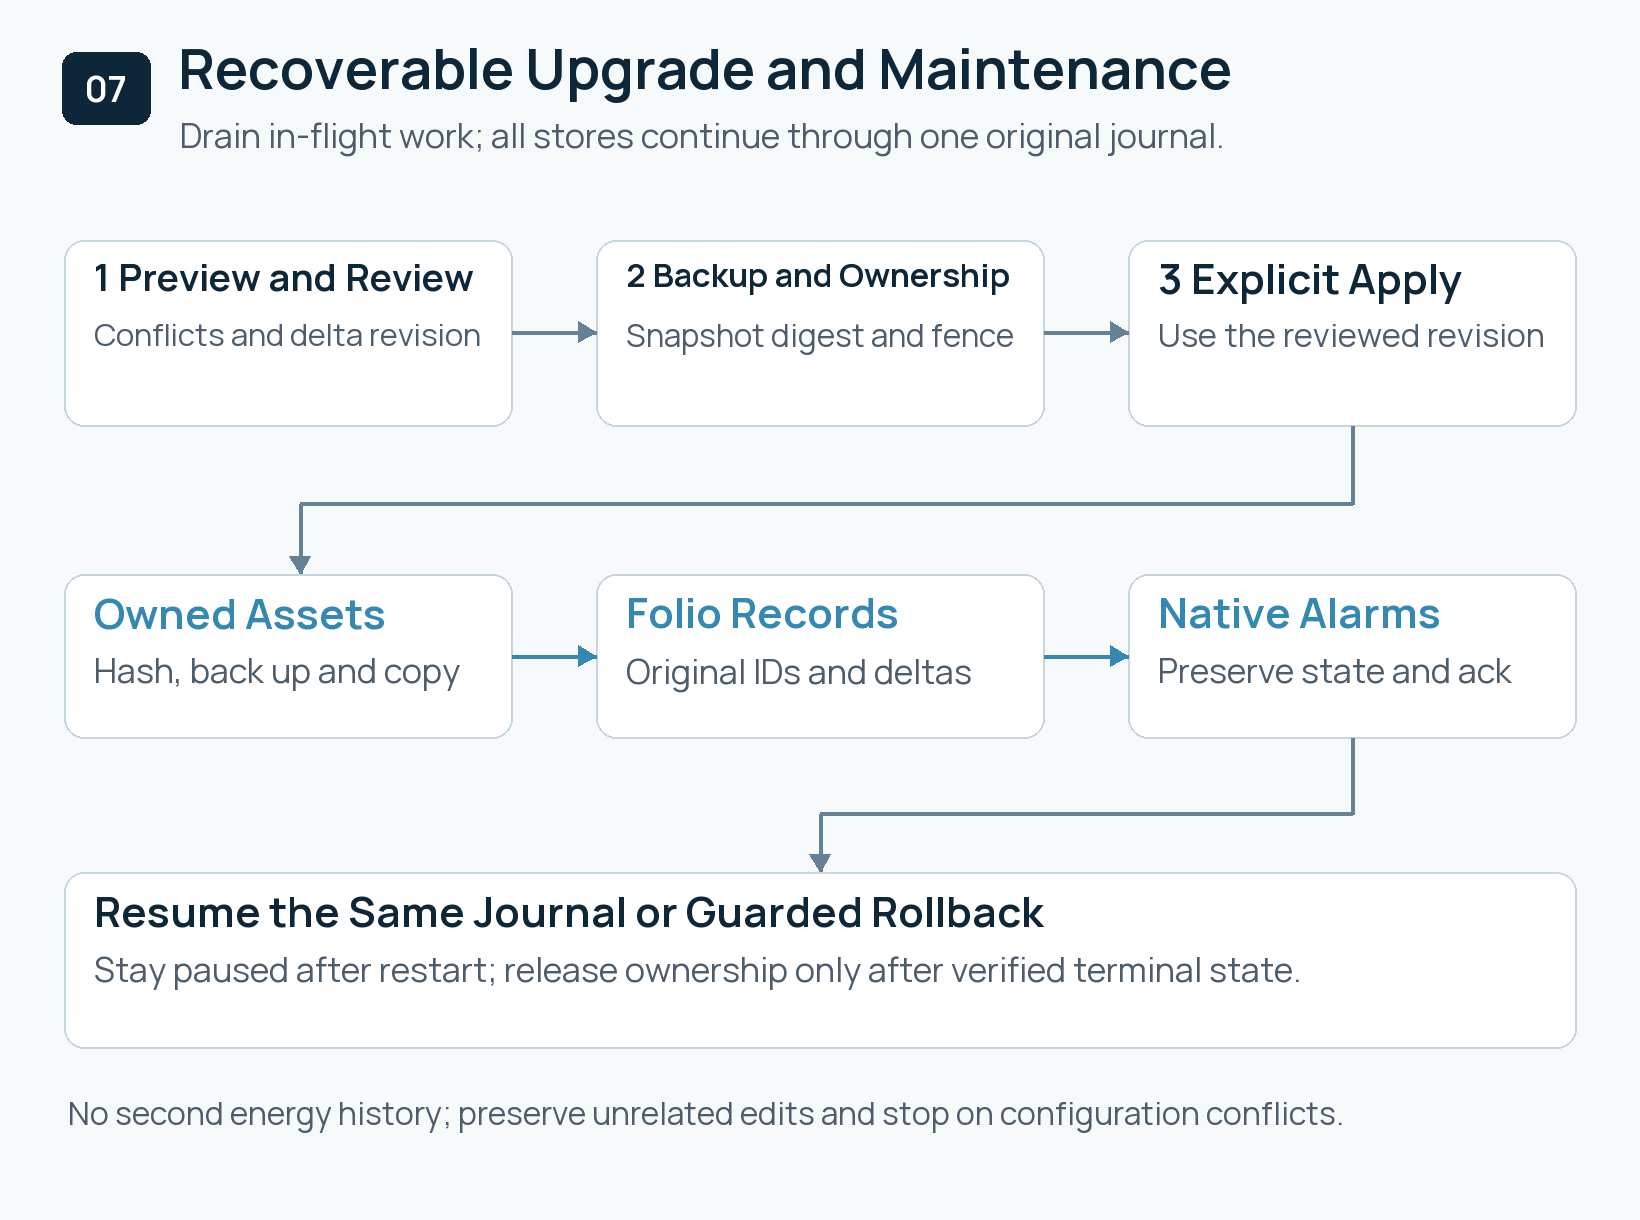 07
Recoverable Upgrade and Maintenance
Drain in-flight work; all stores continue through one original journal.
1 Preview and Review
Conflicts and delta revision
2 Backup and Ownership
Snapshot digest and fence
3 Explicit Apply
Use the reviewed revision
Owned Assets
Hash, back up and copy
Folio Records
Original IDs and deltas
Native Alarms
Preserve state and ack
Resume the Same Journal or Guarded Rollback
Stay paused after restart; release ownership only after verified terminal state.
No second energy history; preserve unrelated edits and stop on configuration conflicts.